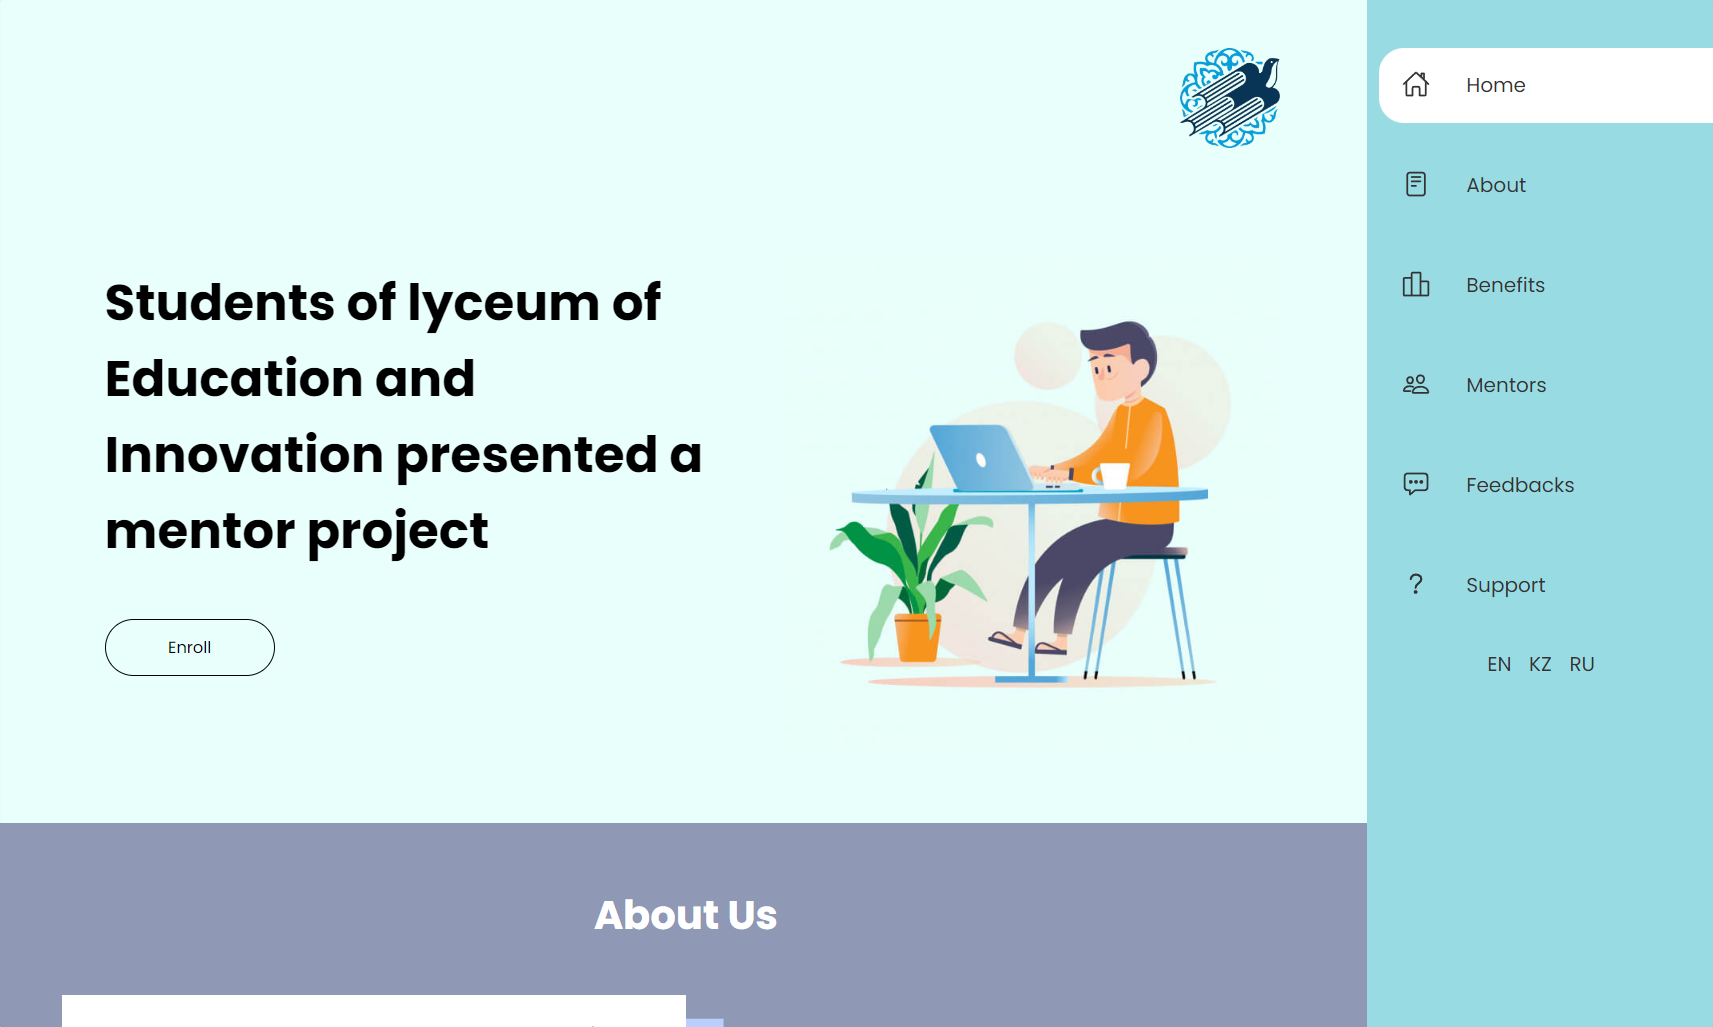 Students of lyceum of
Education and
Innovation presented a
mentor project
Enroll
About Us
Home
About
Benefits
Mentors
Feedbacks
Support
EN KZ RU